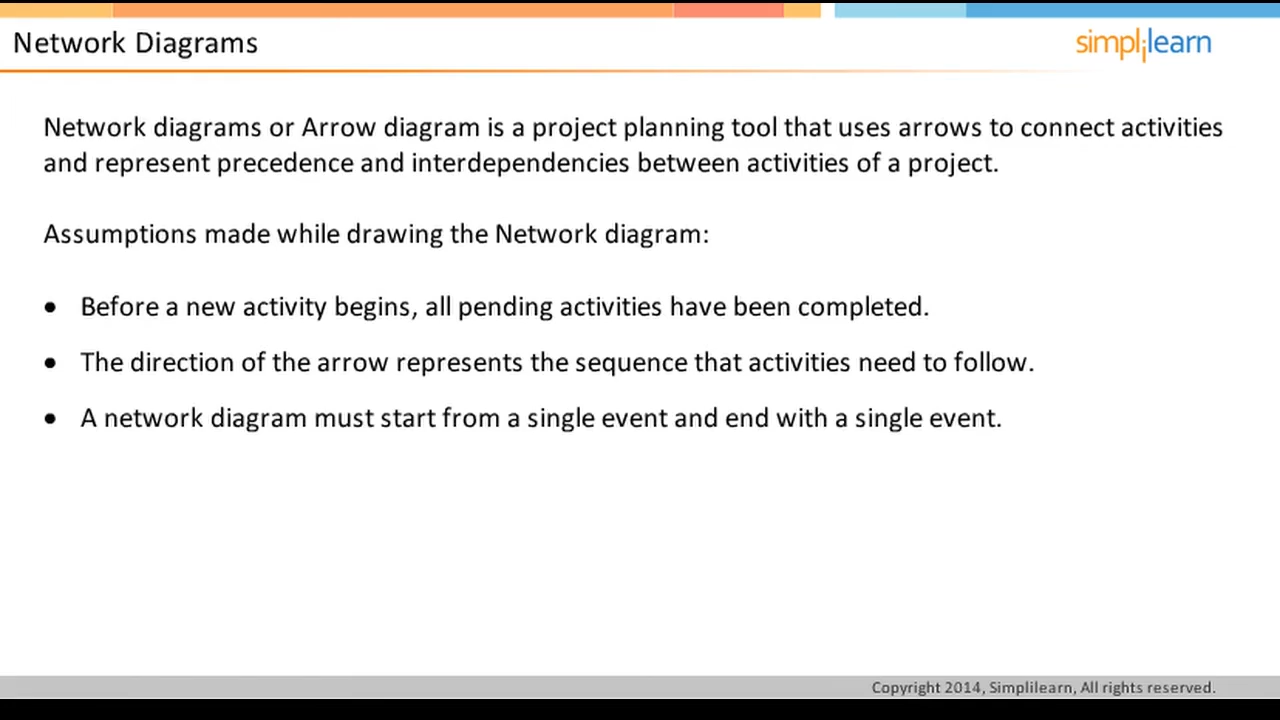 Network Diagrams
simplilearn
Network diagrams or Arrow diagram is a project planning tool that uses arrows to connect activities
and represent precedence and interdependencies between activities of a project.
Assumptions made while drawing the Network diagram:
• Before a new activity begins, all pending activities have been completed.
• The direction of the arrow represents the sequence that activities need to follow.
• A network diagram must start from a single event and end with a single event.
Copyright 2014, Simplilearn, All rights reserved.